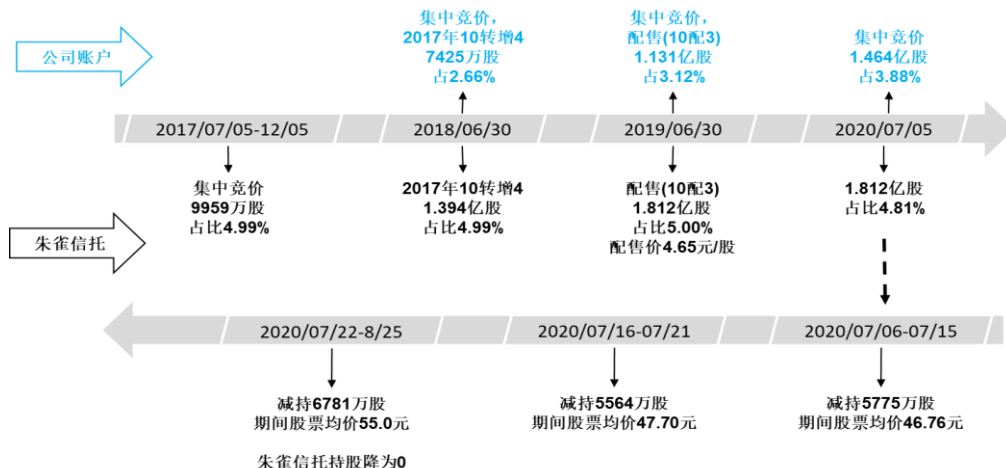 公司账户
集中竞价，
2017年10转增4
7425万股
占2.66%
集中竞价，
配售(10配3)
1.131亿股
占3.12%
集中竞价
1.464亿股
占3.88%
2017/07/05-12/05
2018/06/30
2019/06/30
2020/07/05
朱雀信托
集中竞价
9959万股
占比4.99%
2017年10转增4
1.394亿股
占比4.99%
配售(10配3)
1.812亿股
占比5.00%
配售价4.65元/股
1.812亿股
占比4.81%
2020/07/22-8/25
2020/07/16-07/21
2020/07/06-07/15
减持6781万股
期间股票均价55.0元
朱雀信托持股降为0
减持5564万股
期间股票均价47.70元
减持5775万股
期间股票均价46.76元